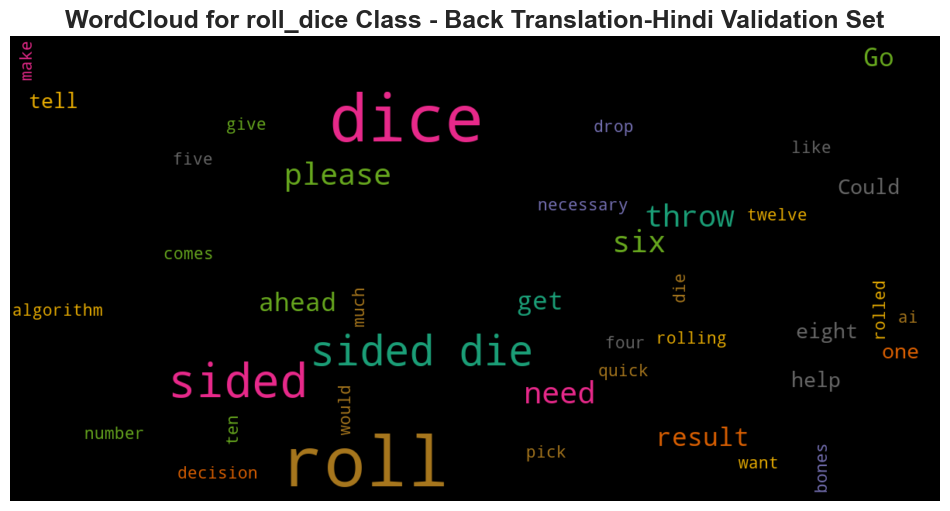 WordCloud for roll_dice Class - Back Translation-Hindi Validation Set
make
Go
tell
dice
give
drop
like
five
please
Could
necessary
throw
twelve
six
comes
die
ahead
much
get
rolled
algorithm
ai
four
rolling
eight
one
sided die
quick
help
sided
need
would
ten
number
result
roll
pick
want
bones
decision